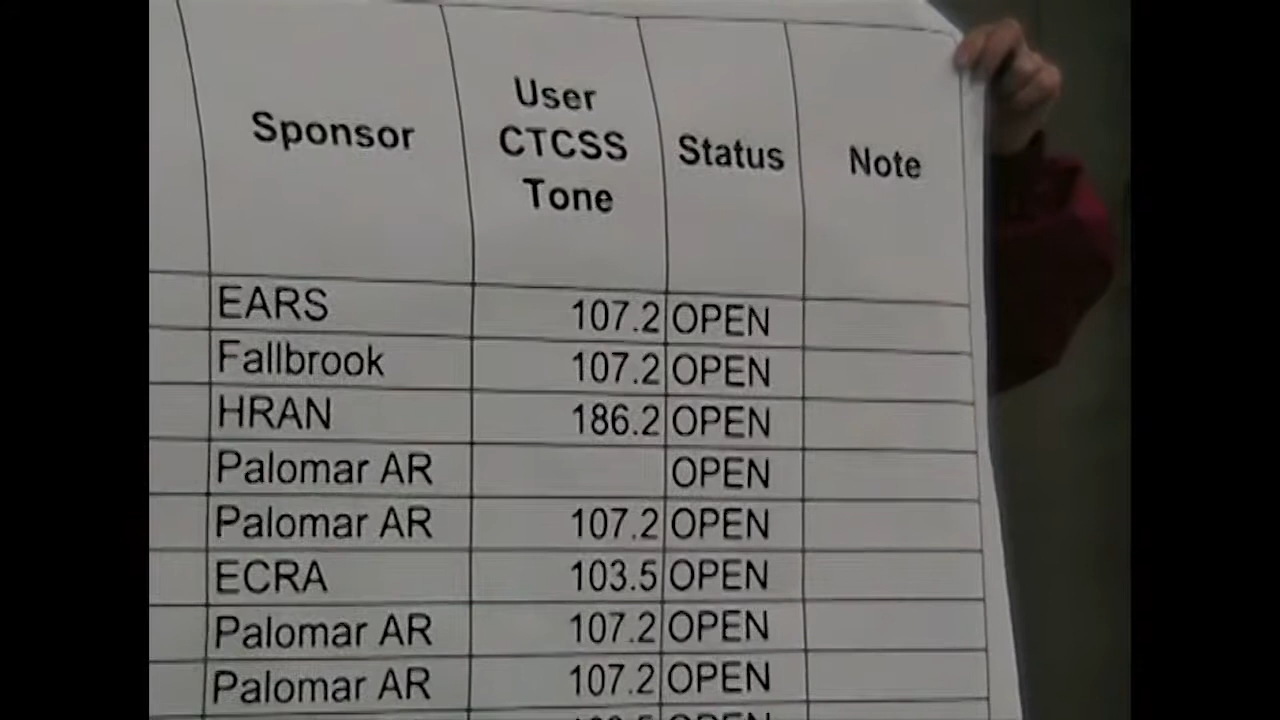 Sponsor User CTCSS Tone Status Note
EARS 107.2 OPEN
Fallbrook 107.2 OPEN
HRAN 186.2 OPEN
Palomar AR OPEN
Palomar AR 107.2 OPEN
ECRA 103.5 OPEN
Palomar AR 107.2 OPEN
Palomar AR 107.2 OPEN